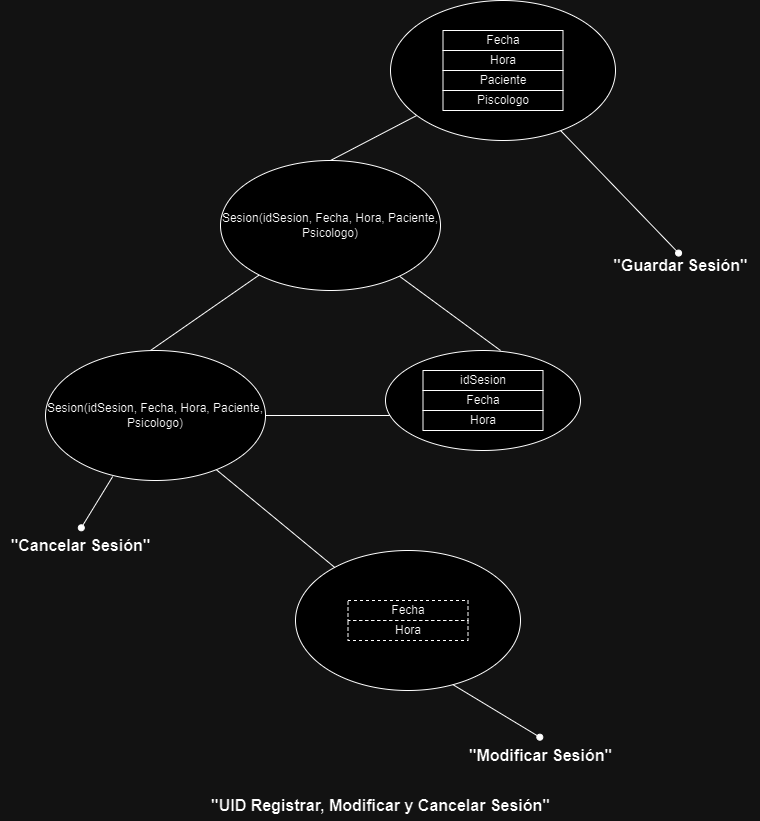 Fecha
Hora
Paciente
Piscologo
Sesion(idSesion, Fecha, Hora, Paciente,
Psicologo)
"Guardar Sesión"
Sesion(idSesion, Fecha, Hora, Paciente,
Psicologo)
idSesion
Fecha
Hora
"Cancelar Sesión"
Fecha
Hora
"Modificar Sesión"
"UID Registrar, Modificar y Cancelar Sesión"